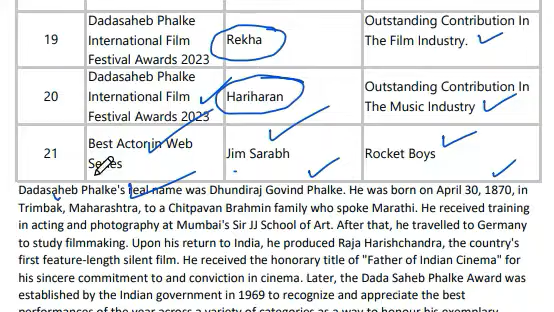 19
Dadasaheb Phalke
International Film
Festival Awards 2023
Rekha
Outstanding Contribution In
The Film Industry.
20
Dadasaheb Phalke
International Film
Festival Awards 2023
Hariharan
Outstanding Contribution In
The Music Industry
21
Best Actor in Web
Series
Jim Sarabh
Rocket Boys
Dadasaheb Phalke's real name was Dhundiraj Govind Phalke. He was born on April 30, 1870, in
Trimbak, Maharashtra, to a Chitpavan Brahmin family who spoke Marathi. He received training
in acting and photography at Mumbai's Sir JJ School of Art. After that, he travelled to Germany
to study filmmaking. Upon his return to India, he produced Raja Harishchandra, the country's
first feature-length silent film. He received the honorary title of "Father of Indian Cinema" for
his sincere commitment to and conviction in cinema. Later, the Dada Saheb Phalke Award was
established by the Indian government in 1969 to recognize and appreciate the best
performances of the year across a variety of categories as a way to honour his exemplary